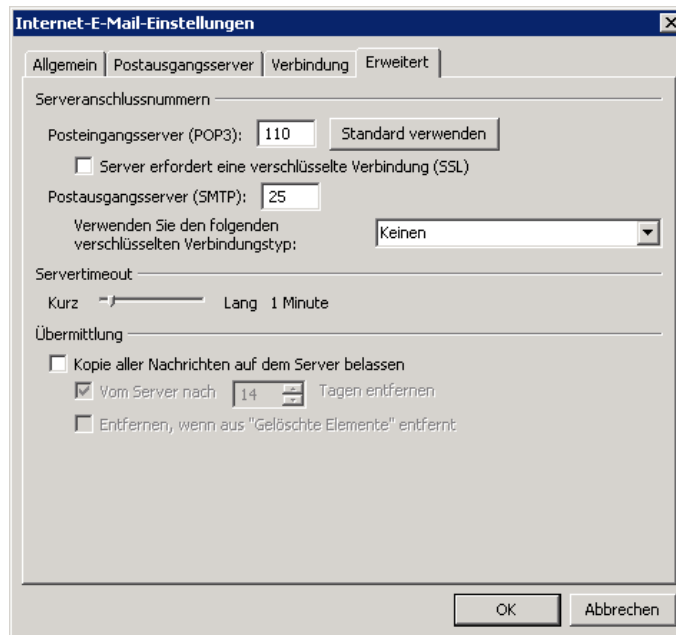 Internet-E-Mail-Einstellungen
Allgemein Postausgangsserver Verbindung Erweitert
Serveranschlussnummern
Posteingangsserver (POP3): 110 Standard verwenden
Server erfordert eine verschlüsselte Verbindung (SSL)
Postausgangsserver (SMTP): 25
Verwenden Sie den folgenden
verschlüsselten Verbindungstyp: Keinen
Servertimeout
Kurz Lang 1 Minute
Übermittlung
Kopie aller Nachrichten auf dem Server belassen
Vom Server nach 14 Tagen entfernen
Entfernen, wenn aus "Gelöschte Elemente" entfernt
OK Abbrechen